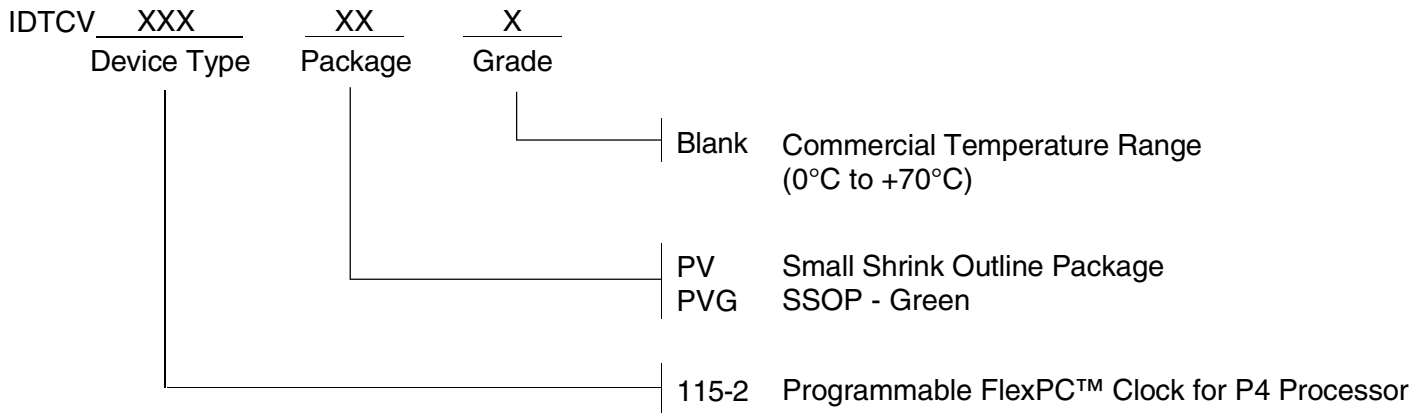 IDTCV XXX XX X
Device Type Package Grade
Blank Commercial Temperature Range
(0°C to +70°C)
PV Small Shrink Outline Package
PVG SSOP - Green
115-2 Programmable FlexPC™ Clock for P4 Processor